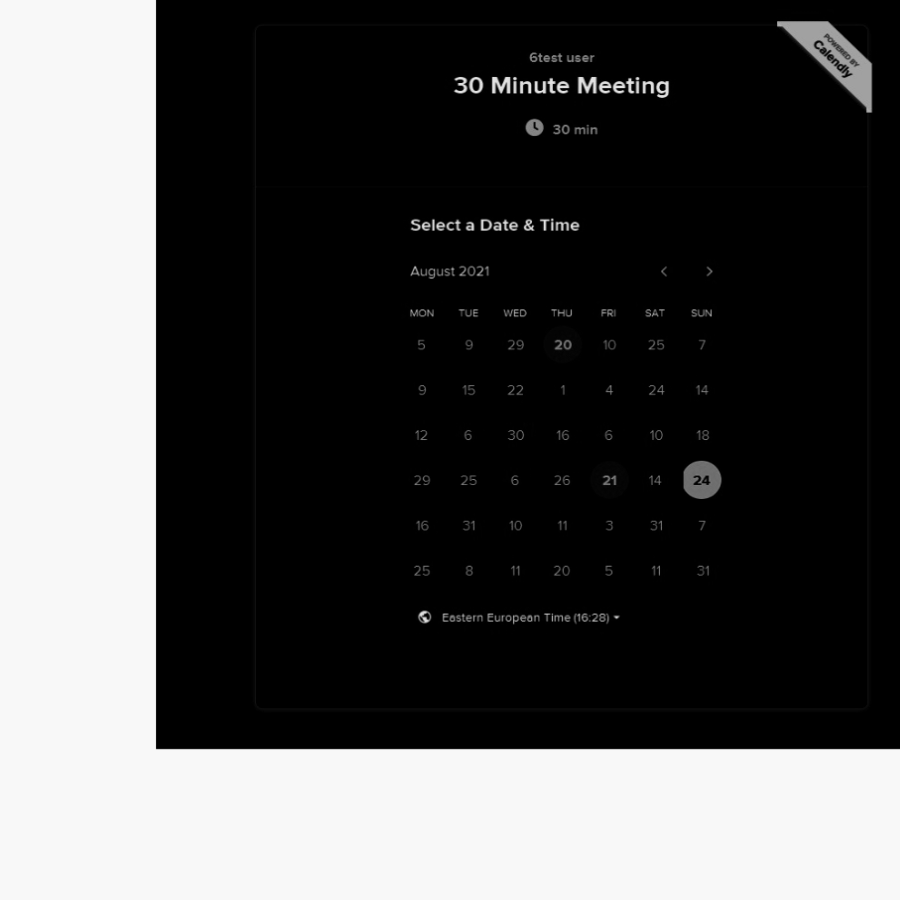 POWERED BY
Calendly
6test user
30 Minute Meeting
30 min
Select a Date & Time
August 2021
MON TUE WED THU FRI SAT SUN
5 9 29 20 10 25 7
9 15 22 1 4 24 14
12 6 30 16 6 10 18
29 25 6 26 21 14 24
16 31 10 11 3 31 7
25 8 11 20 5 11 31
Eastern European Time (16:28)